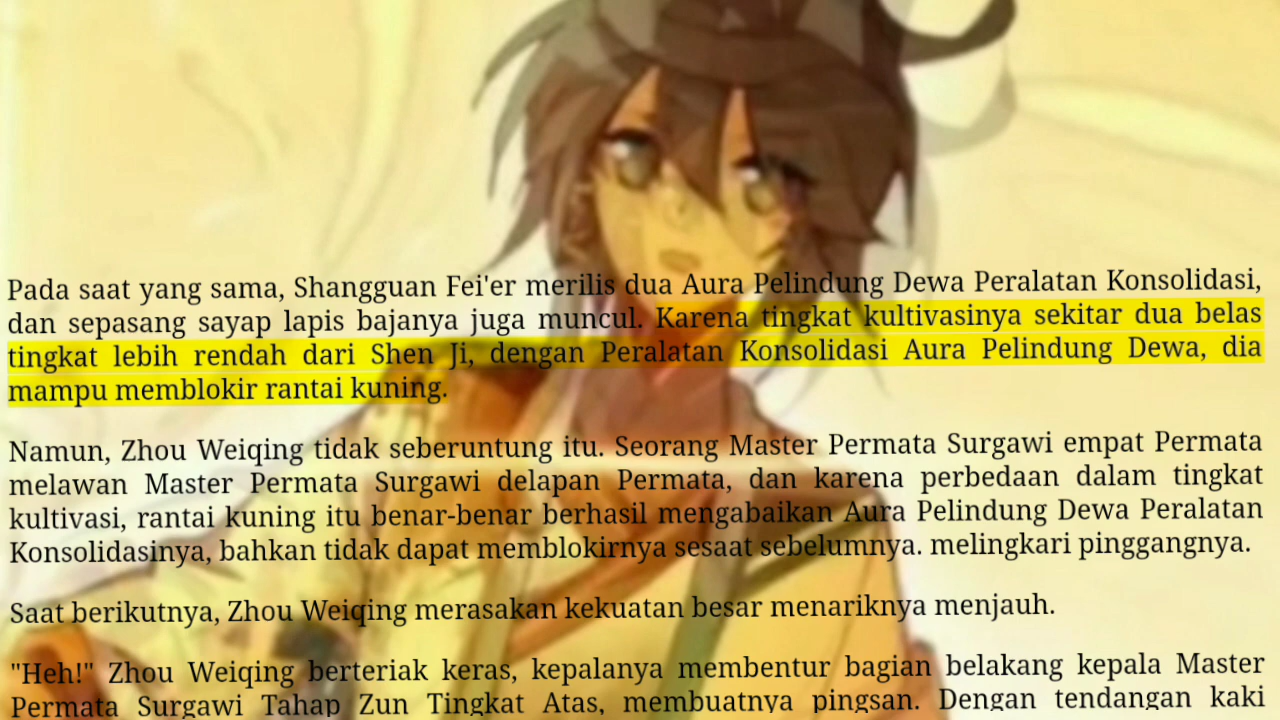 Pada saat yang sama, Shangguan Fei'er merilis dua Aura Pelindung Dewa Peralatan Konsolidasi,
dan sepasang sayap lapis bajanya juga muncul. Karena tingkat kultivasinya sekitar dua belas
tingkat lebih rendah dari Shen Ji, dengan Peralatan Konsolidasi Aura Pelindung Dewa, dia
mampu memblokir rantai kuning.
Namun, Zhou Weiqing tidak seberuntung itu. Seorang Master Permata Surgawi empat Permata
melawan Master Permata Surgawi delapan Permata, dan karena perbedaan dalam tingkat
kultivasi, rantai kuning itu benar-benar berhasil mengabaikan Aura Pelindung Dewa Peralatan
Konsolidasinya, bahkan tidak dapat memblokirnya sesaat sebelumnya. melingkari pinggangnya.
Saat berikutnya, Zhou Weiqing merasakan kekuatan besar menariknya menjauh.
"Heh!" Zhou Weiqing berteriak keras, kepalanya membentur bagian belakang kepala Master
Permata Surgawi Tahap Zun Tingkat Atas, membuatnya pingsan. Dengan tendangan kaki